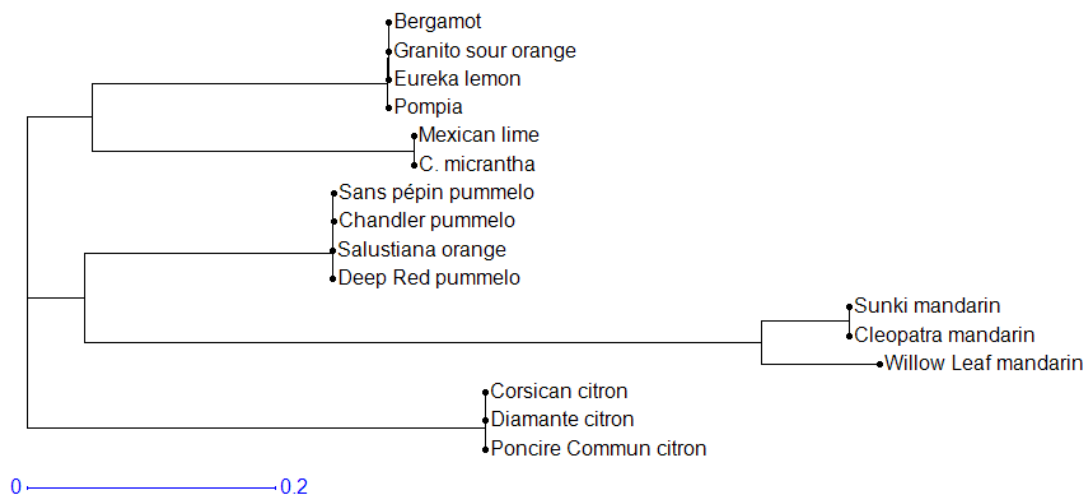 Bergamot
Granito sour orange
Eureka lemon
Pompia
Mexican lime
C. micrantha
Sans pépin pummelo
Chandler pummelo
Salustiana orange
Deep Red pummelo
Sunki mandarin
Cleopatra mandarin
Willow Leaf mandarin
Corsican citron
Diamante citron
Poncire Commun citron
0 0.2